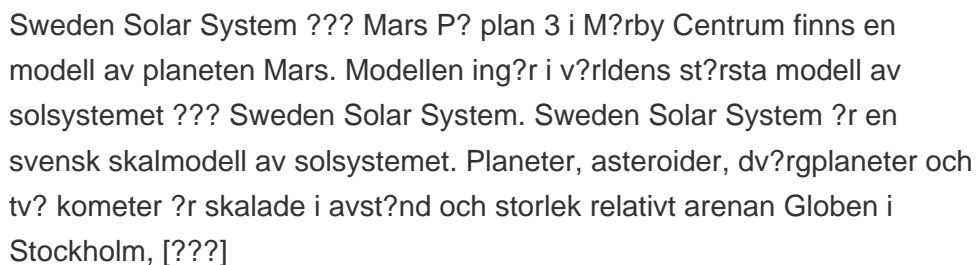 Sweden Solar System ??? Mars P? plan 3 i M?rby Centrum finns en
modell av planeten Mars. Modellen ing?r i v?rldens st?rsta modell av
solsystemet ??? Sweden Solar System. Sweden Solar System ?r en
svensk skalmodell av solsystemet. Planeter, asteroider, dv?rgplaneter och
tv? kometer ?r skalade i avst?nd och storlek relativt arenan Globen i
Stockholm, [???]